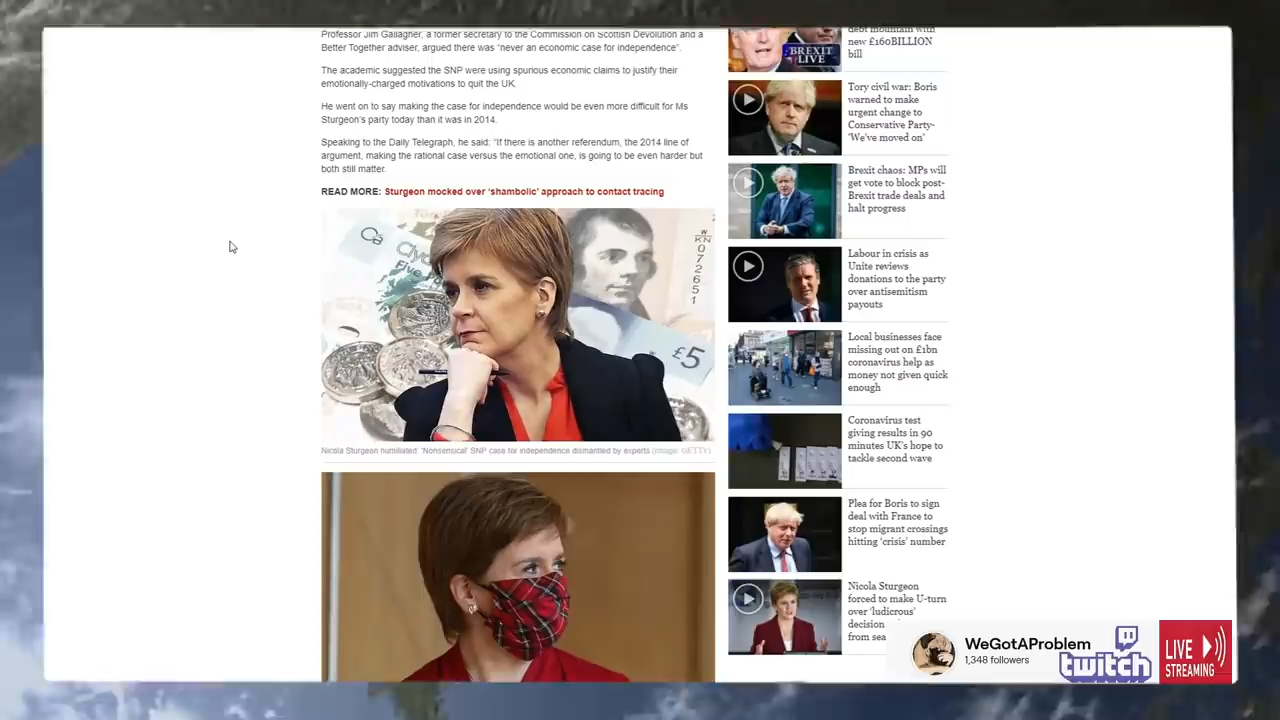 Professor Jim Gallagher, a former secretary to the Commission on Scottish Devolution and a
Better Together adviser, argued there was “never an economic case for independence”.
The academic suggested the SNP were using spurious economic claims to justify their
emotionally-charged motivations to quit the UK.
He went on to say making the case for independence would be even more difficult for Ms
Sturgeon’s party today than it was in 2014.
Speaking to the Daily Telegraph, he said: “If there is another referendum, the 2014 line of
argument, making the rational case versus the emotional one, is going to be even harder but
both still matter.
READ MORE: Sturgeon mocked over ‘shambolic’ approach to contact tracing
Clyd
Five
£5
W
KN
0
7
2
6
5
1
Nicola Sturgeon humiliated: ‘Nonsensical’ SNP case for independence dismantled by experts (Image: GETTY)
debt mountain with
new £160BILLION
bill
BREXIT
LIVE
Tory civil war: Boris
warned to make
urgent change to
Conservative Party-
‘We’ve moved on’
Brexit chaos: MPs will
get vote to block post-
Brexit trade deals and
halt progress
Labour in crisis as
Unite reviews
donations to the party
over antisemitism
payouts
Local businesses face
missing out on £1bn
coronavirus help as
money not given quick
enough
Coronavirus test
giving results in 90
minutes UK’s hope to
tackle second wave
Plea for Boris to sign
deal with France to
stop migrant crossings
hitting ‘crisis’ number
Nicola Sturgeon
forced to make U-turn
over ‘ludicrous’
decision
from sea
WeGotAProblem
1,348 followers
twitch
LIVE
STREAMING